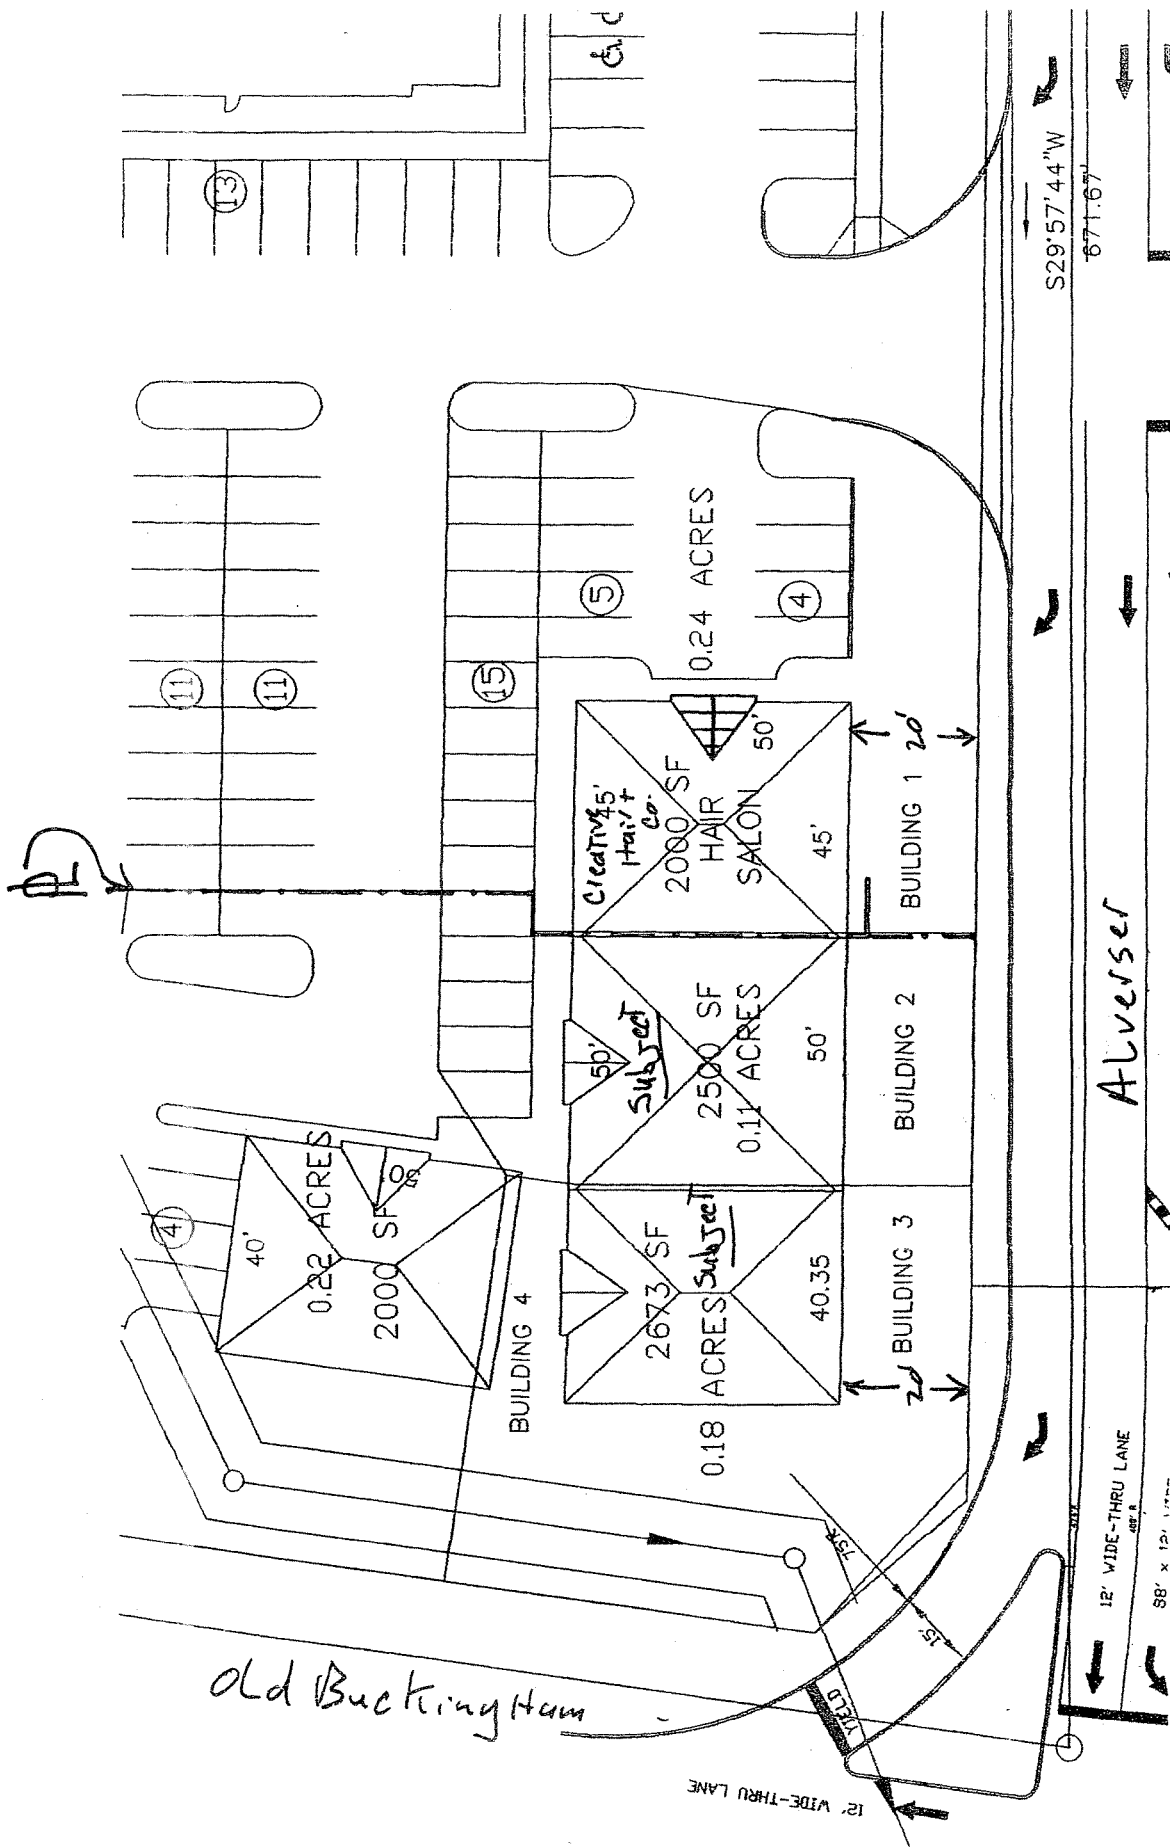 PL
13
11
11
15
5
4
4
0.24 ACRES
Creative
Hair +
Co.
45'
2000 SF
HAIR
SALON
50'
45'
BUILDING 1
20'
50'
Subject
2500 SF
0.11 ACRES
50'
BUILDING 2
2673 SF
Subject
0.18 ACRES
40.35
BUILDING 3
20'
0.22 ACRES
2000 SF
40'
50'
BUILDING 4
S29°57'44"W
671.67'
Alverser
Old Buckingham
75'R
15'
YIELD
12' WIDE-THRU LANE
12' WIDE-THRU LANE